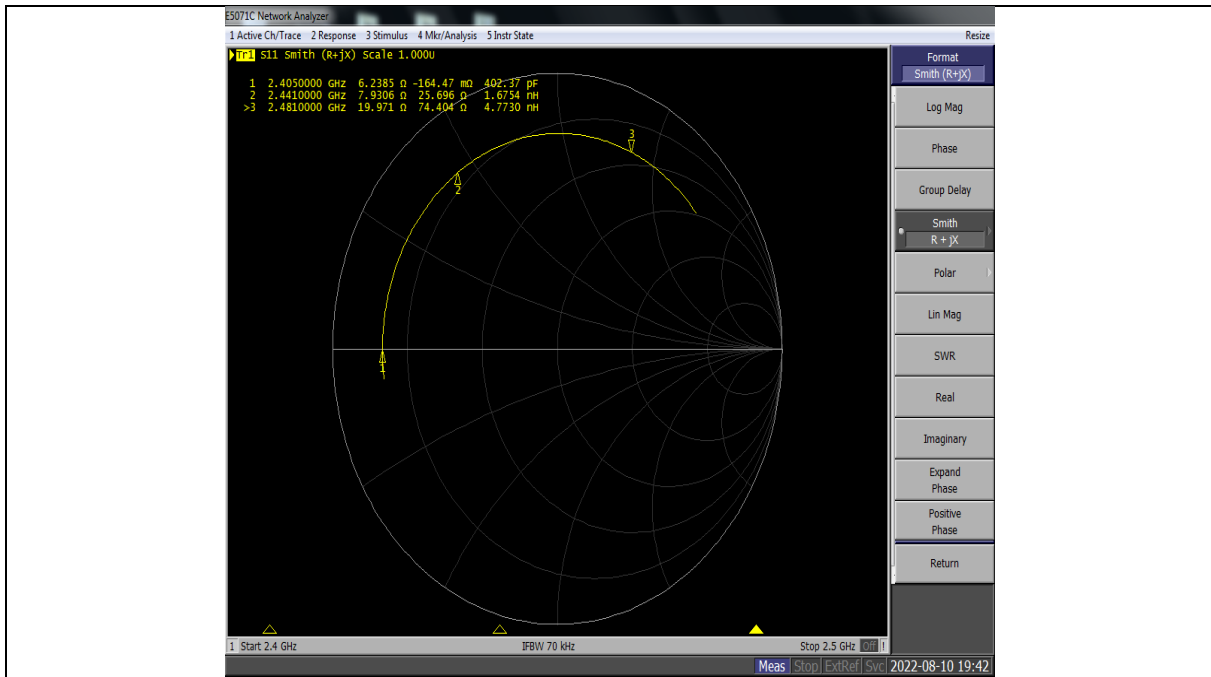 E5071C Network Analyzer
1 Active Ch/Trace 2 Response 3 Stimulus 4 Mkr/Analysis 5 Instr State Resize
Tr1 S11 Smith (R+jX) Scale 1.000U
1 2.4050000 GHz 6.2385 Ω -164.47 mΩ 402.37 pF
2 2.4410000 GHz 7.9306 Ω 25.696 Ω 1.6754 nH
>3 2.4810000 GHz 19.971 Ω 74.404 Ω 4.7730 nH
3
2
1
Format
Smith (R+jX)
Log Mag
Phase
Group Delay
Smith
R + jX
Polar
Lin Mag
SWR
Real
Imaginary
Expand
Phase
Positive
Phase
Return
1 Start 2.4 GHz IFBW 70 kHz Stop 2.5 GHz Off !
Meas Stop ExtRef Svc 2022-08-10 19:42